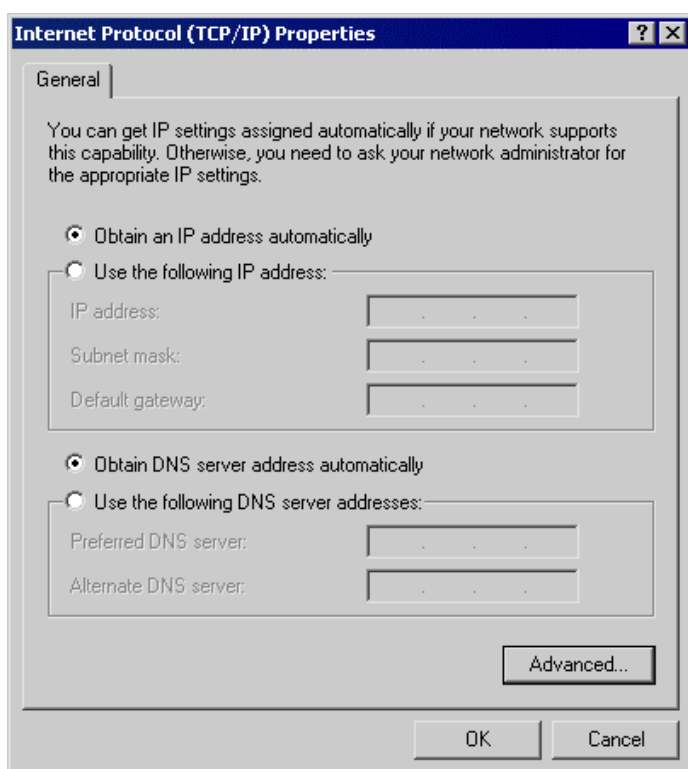 Internet Protocol (TCP/IP) Properties
General
You can get IP settings assigned automatically if your network supports
this capability. Otherwise, you need to ask your network administrator for
the appropriate IP settings.
Obtain an IP address automatically
Use the following IP address:
IP address:
Subnet mask:
Default gateway:
Obtain DNS server address automatically
Use the following DNS server addresses:
Preferred DNS server:
Alternate DNS server:
Advanced...
OK Cancel